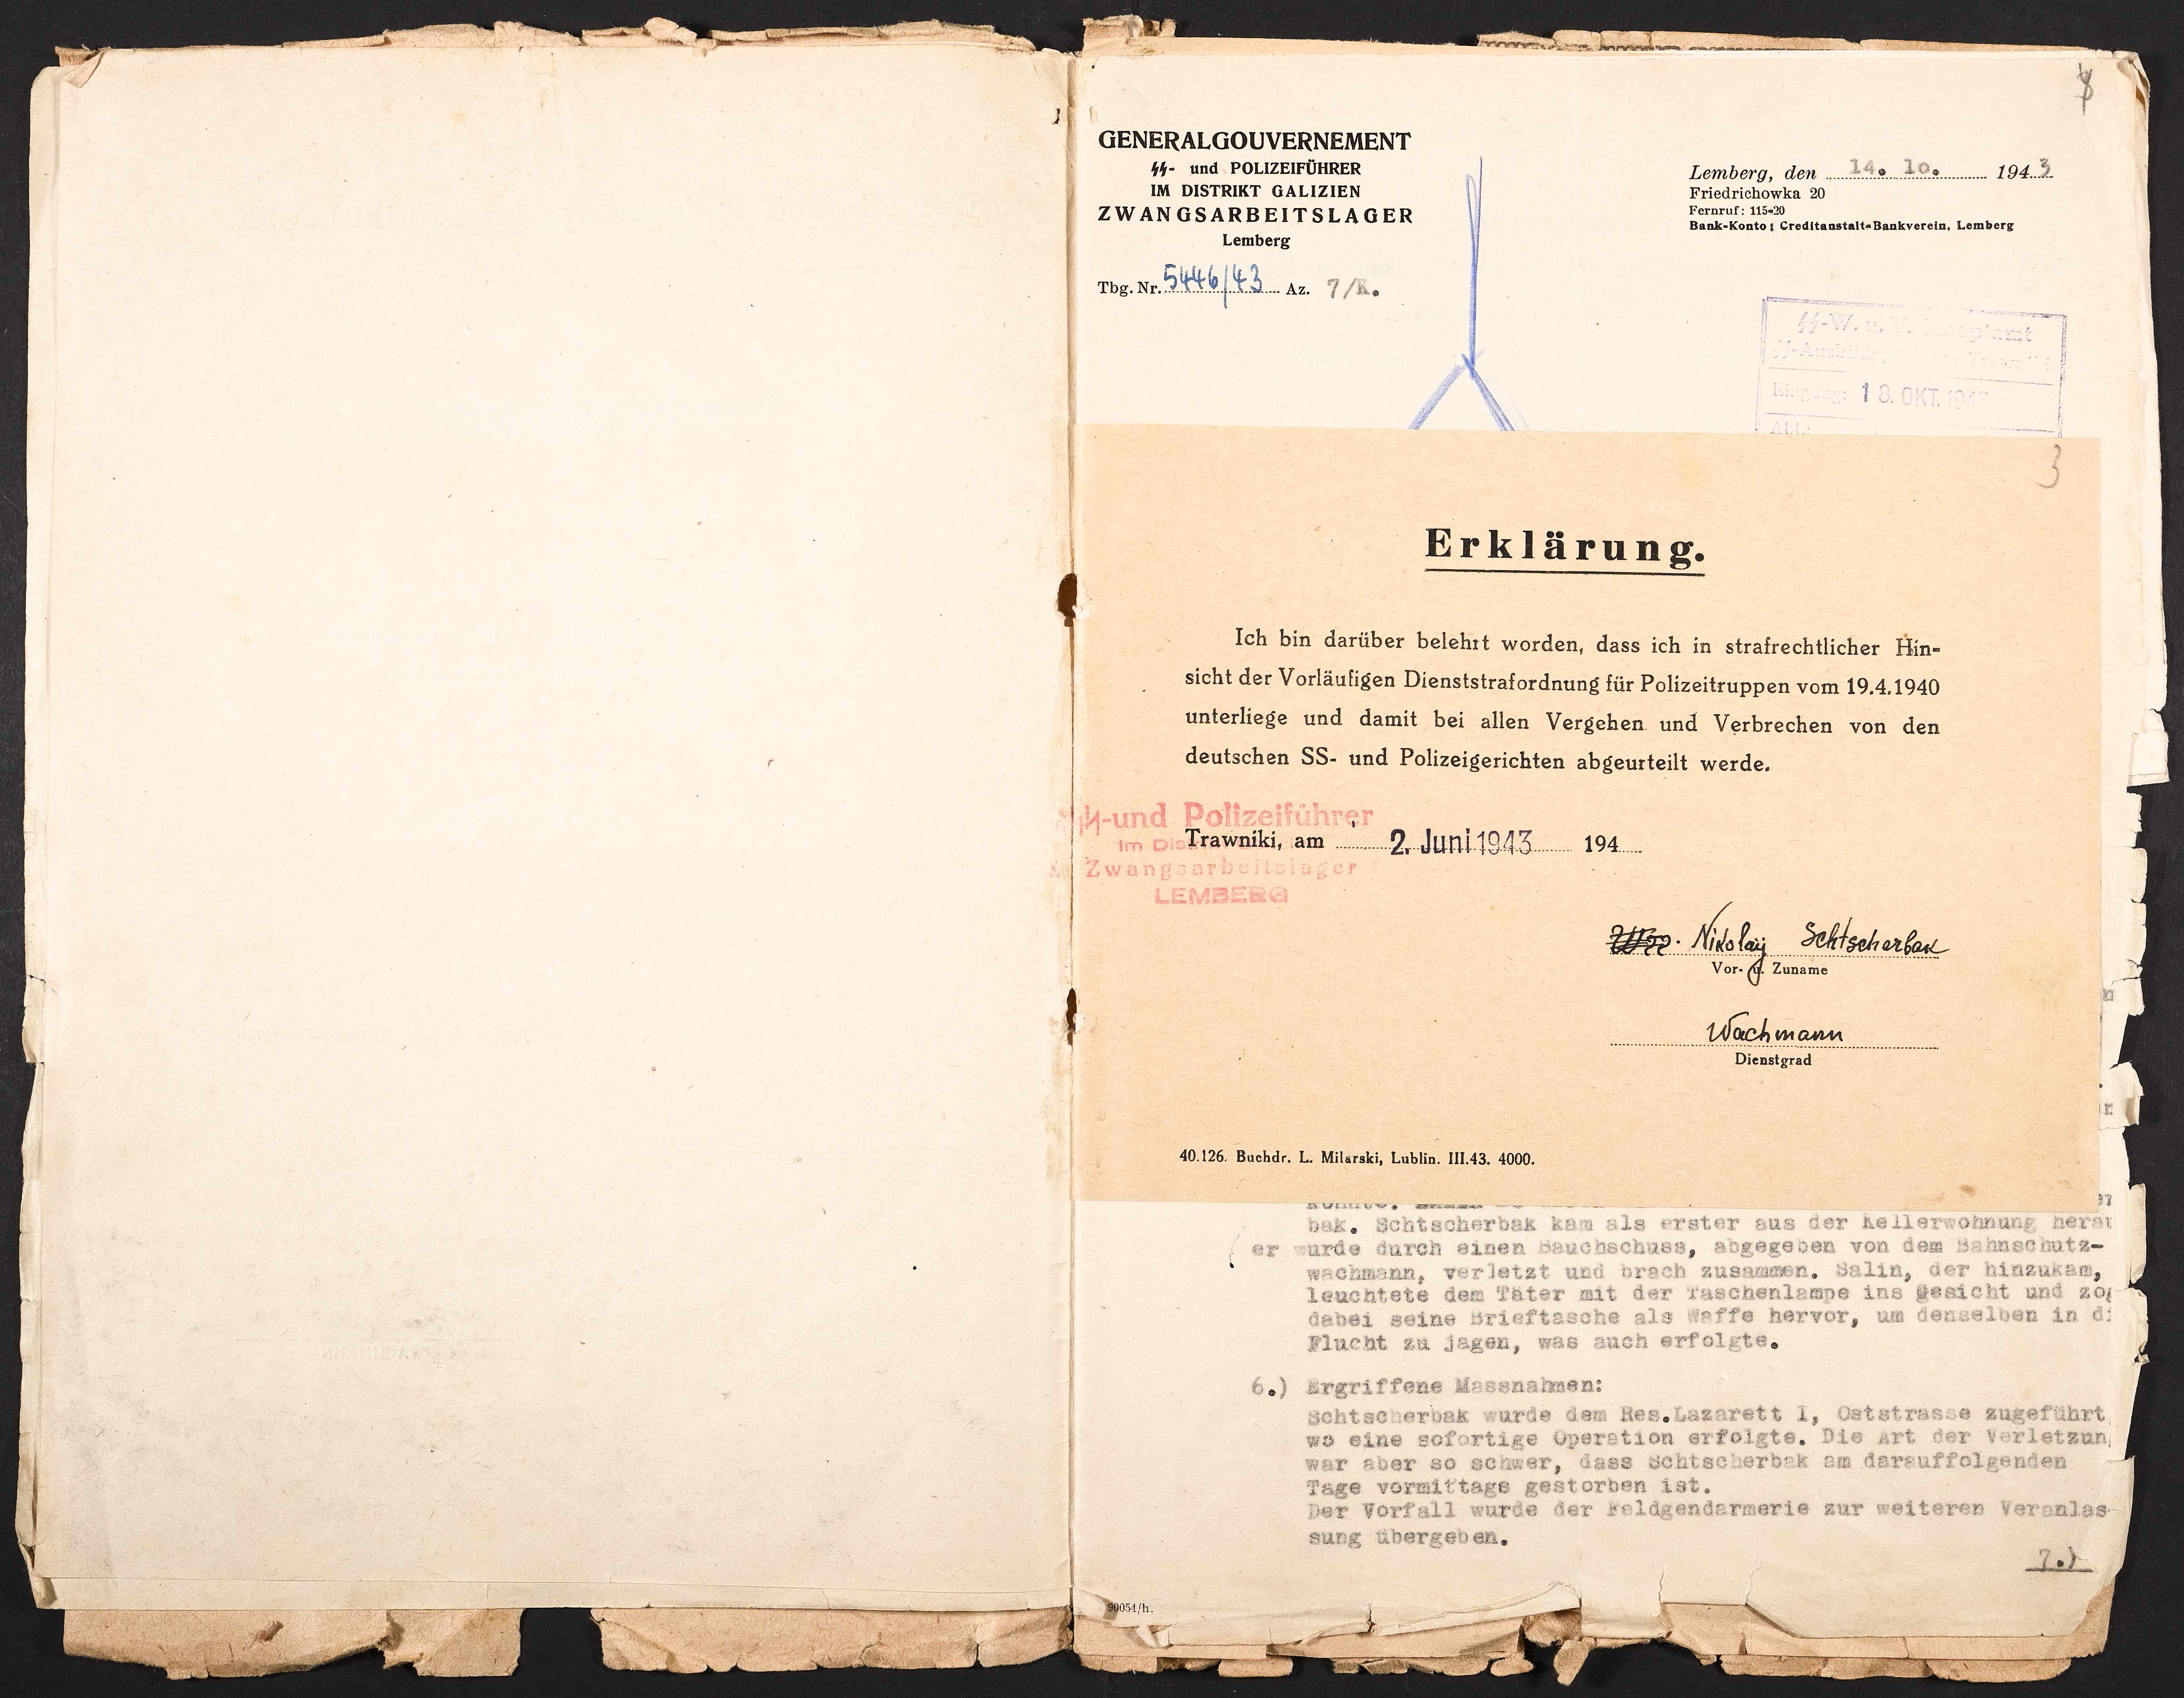 GENERALGOUVERNEMENT
SS- und POLIZEIFÜHRER
IM DISTRIKT GALIZIEN
ZWANGSARBEITSLAGER
Lemberg
Tbg. Nr. 5446/43 Az. 7/K.
Lemberg, den 14. 10. 1943
Friedrichowka 20
Fernruf: 115-20
Bank-Konto: Creditanstalt-Bankverein, Lemberg
SS-W. u. V.
Eingang: 18. OKT. 1943
Abt.:
3
Erklärung.
Ich bin darüber belehrt worden, dass ich in strafrechtlicher Hin-
sicht der Vorläufigen Dienststrafordnung für Polizeitruppen vom 19.4.1940
unterliege und damit bei allen Vergehen und Verbrechen von den
deutschen SS- und Polizeigerichten abgeurteilt werde.
SS-und Polizeiführer
Im
Zwangsarbeitslager
LEMBERG
Trawniki, am 2. Juni 1943 194
Nikolaij Schtscherbak
Vor- u. Zuname
Wachmann
Dienstgrad
40.126. Buchdr. L. Milarski, Lublin. III.43. 4000.
bak. Schtscherbak kam als erster aus der Kellerwohnung herau
er wurde durch einen Bauchschuss, abgegeben von dem Bahnschutz-
wachmann, verletzt und brach zusammen. Salin, der hinzukam,
leuchtete dem Täter mit der Taschenlampe ins Gesicht und zog
dabei seine Brieftasche als Waffe hervor, um denselben in di
Flucht zu jagen, was auch erfolgte.
6.) Ergriffene Massnahmen:
Schtscherbak wurde dem Res.Lazarett I, Oststrasse zugeführt
wo eine sofortige Operation erfolgte. Die Art der Verletzun
war aber so schwer, dass Schtscherbak am darauffolgenden
Tage vormittags gestorben ist.
Der Vorfall wurde der Feldgendarmerie zur weiteren Veranlas-
sung übergeben.
7.)
90054/h.